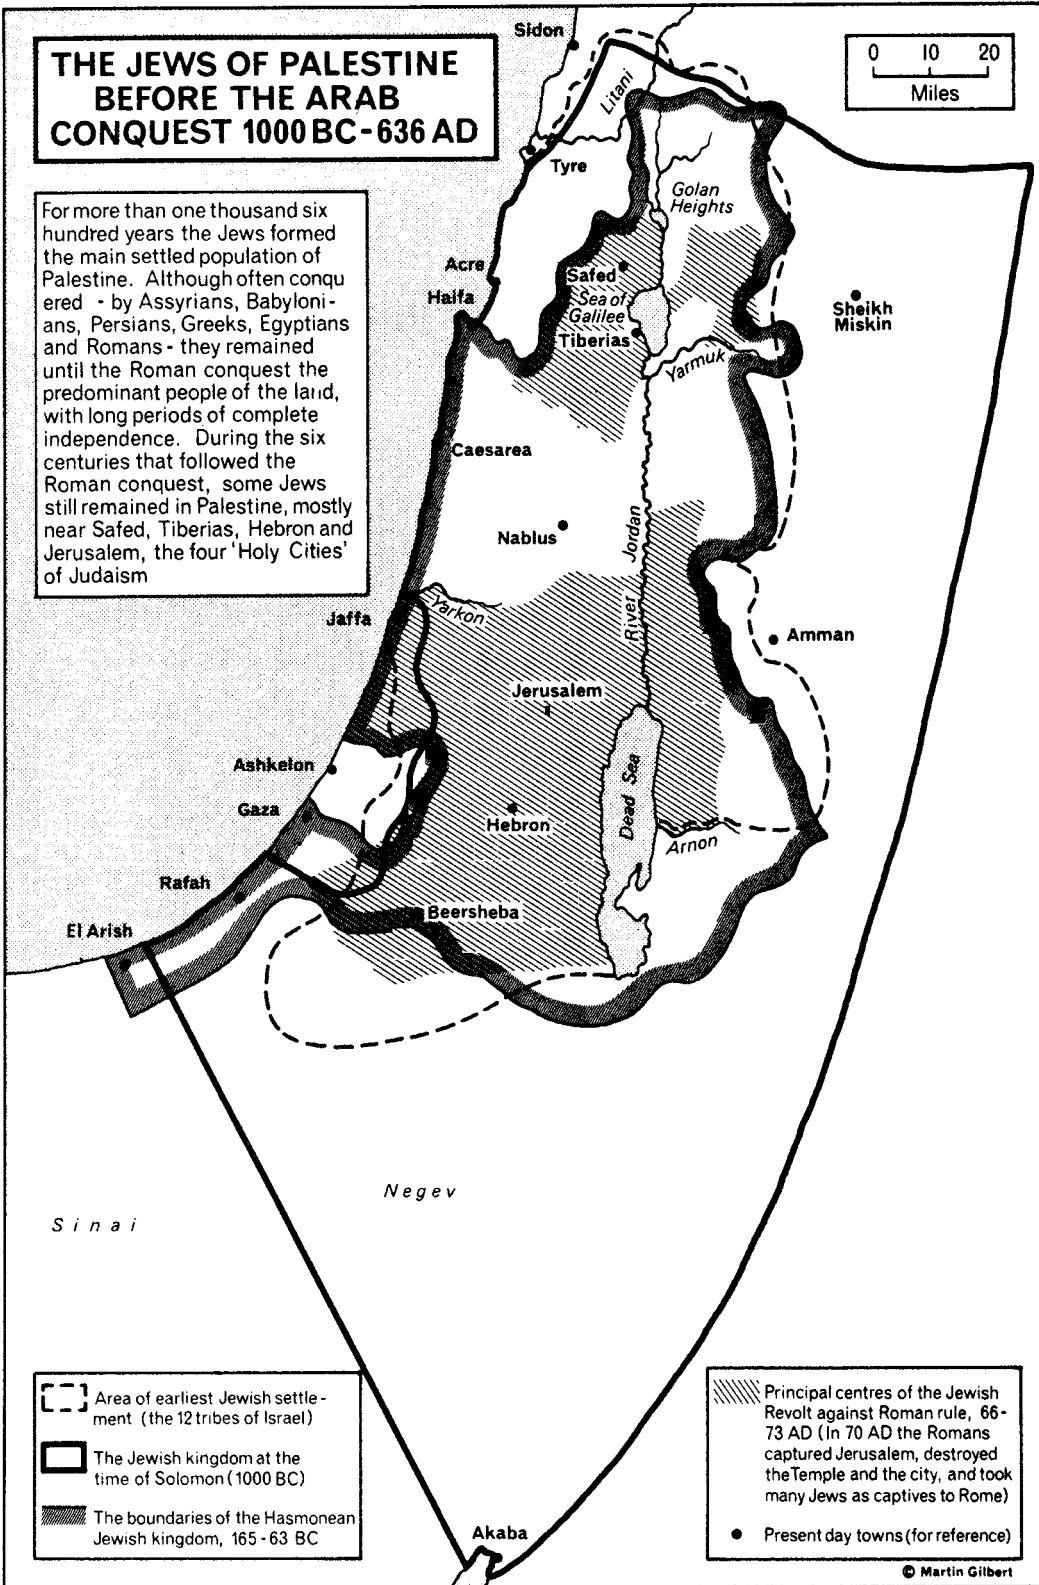 THE JEWS OF PALESTINE
BEFORE THE ARAB
CONQUEST 1000 BC-636 AD
For more than one thousand six
hundred years the Jews formed
the main settled population of
Palestine. Although often conqu
ered - by Assyrians, Babyloni-
ans, Persians, Greeks, Egyptians
and Romans - they remained
until the Roman conquest the
predominant people of the land,
with long periods of complete
independence. During the six
centuries that followed the
Roman conquest, some Jews
still remained in Palestine, mostly
near Safed, Tiberias, Hebron and
Jerusalem, the four 'Holy Cities'
of Judaism
0 10 20
Miles
Sidon
Litani
Tyre
Golan
Heights
Acre
Safed
Haifa
Sea of
Galilee
Sheikh
Miskin
Tiberias
Yarmuk
Caesarea
Nablus
River Jordan
Yarkon
Jaffa
Amman
Jerusalem
Ashkelon
Dead Sea
Gaza
Hebron
Arnon
Rafah
Beersheba
El Arish
Negev
Sinai
Akaba
Area of earliest Jewish settle-
ment (the 12 tribes of Israel)
The Jewish kingdom at the
time of Solomon (1000 BC)
The boundaries of the Hasmonean
Jewish kingdom, 165-63 BC
Principal centres of the Jewish
Revolt against Roman rule, 66-
73 AD (In 70 AD the Romans
captured Jerusalem, destroyed
the Temple and the city, and took
many Jews as captives to Rome)
Present day towns (for reference)
© Martin Gilbert